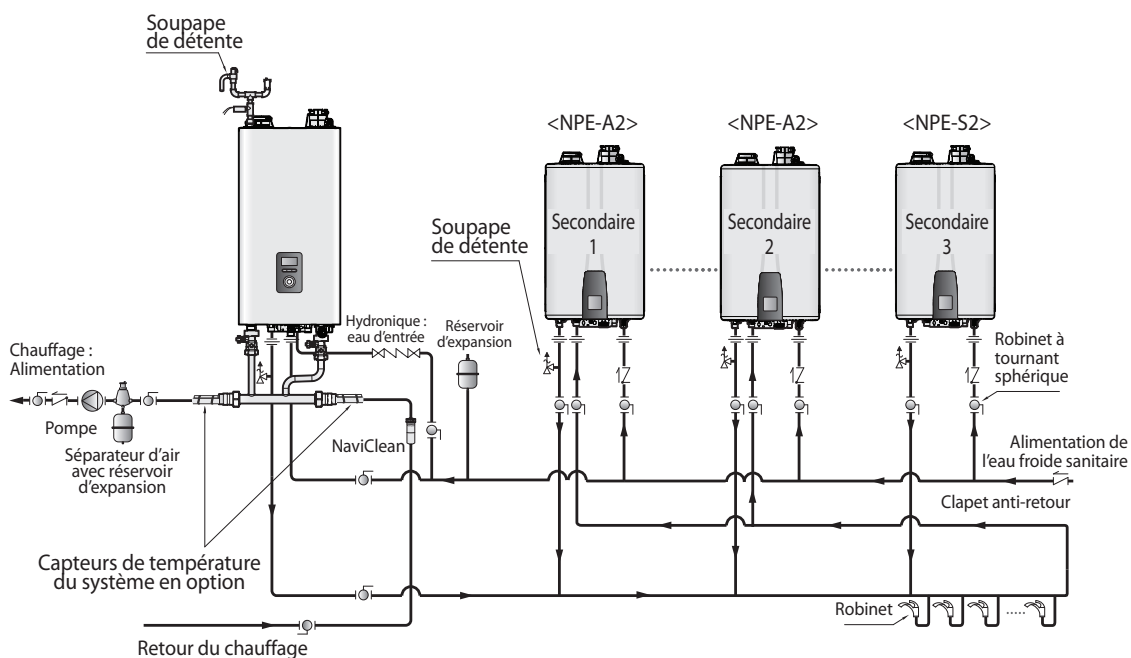 Soupape
de détente
<NPE-A2>
<NPE-A2>
<NPE-S2>
Soupape
de détente
Secondaire
1
Secondaire
2
Secondaire
3
Hydronique :
eau d'entrée
Réservoir
d'expansion
Robinet à
tournant
sphérique
Chauffage :
Alimentation
Pompe
Séparateur d'air
avec réservoir
d'expansion
NaviClean
Alimentation de
l'eau froide sanitaire
Clapet anti-retour
Capteurs de température
du système en option
Robinet
Retour du chauffage